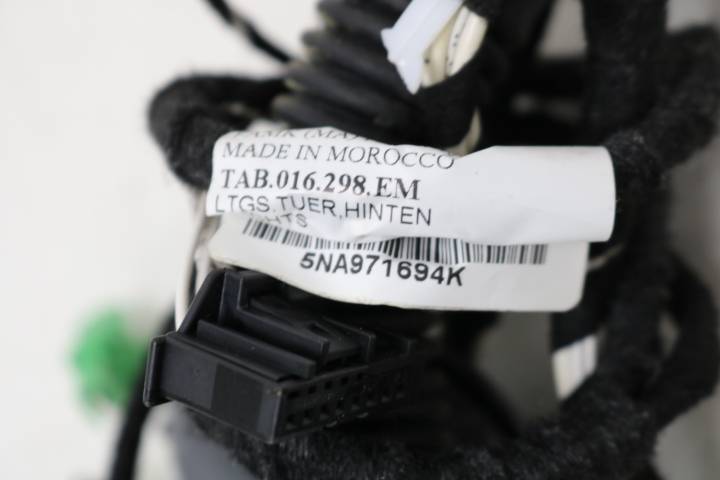 MADE IN MOROCCO
TAB.016.298.EM
LTGS,TUER,HINTEN
5NA971694K